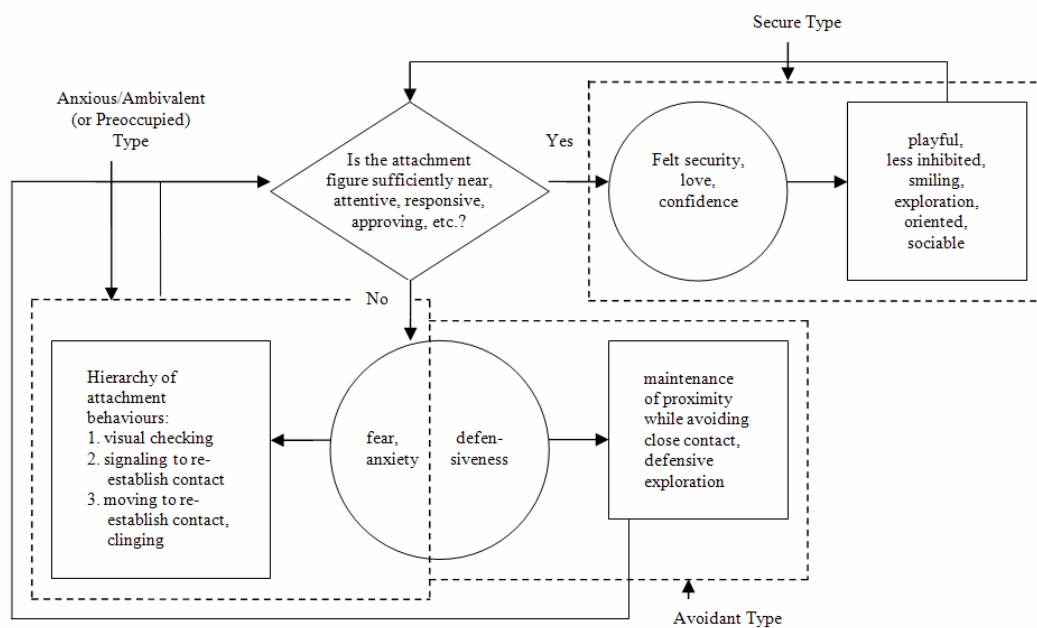 Secure Type
Anxious/Ambivalent
(or Preoccupied)
Type
Is the attachment
figure sufficiently near,
attentive, responsive,
approving, etc.?
Yes
Felt security,
love,
confidence
playful,
less inhibited,
smiling,
exploration,
oriented,
sociable
No
Hierarchy of
attachment
behaviours:
1. visual checking
2. signaling to re-
establish contact
3. moving to re-
establish contact,
clinging
fear,
anxiety
defen-
siveness
maintenance
of proximity
while avoiding
close contact,
defensive
exploration
Avoidant Type